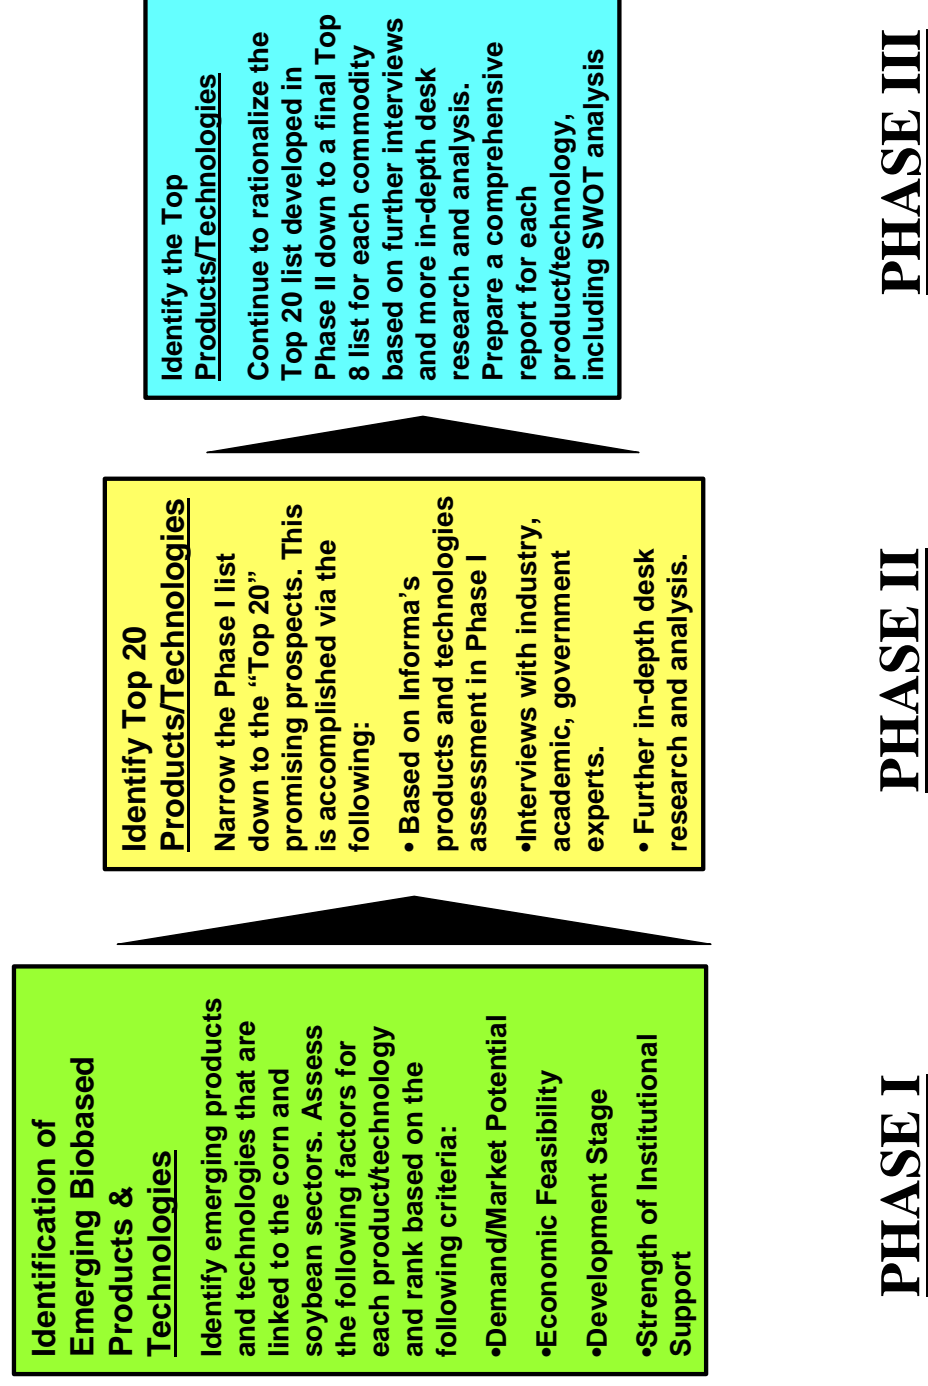 Identification of
Emerging Biobased
Products &
Technologies
Identify emerging products
and technologies that are
linked to the corn and
soybean sectors. Assess
the following factors for
each product/technology
and rank based on the
following criteria:
•Demand/Market Potential
•Economic Feasibility
•Development Stage
•Strength of Institutional
Support
PHASE I
Identify Top 20
Products/Technologies
Narrow the Phase I list
down to the “Top 20”
promising prospects. This
is accomplished via the
following:
• Based on Informa’s
products and technologies
assessment in Phase I
•Interviews with industry,
academic, government
experts.
• Further in-depth desk
research and analysis.
PHASE II
Identify the Top
Products/Technologies
Continue to rationalize the
Top 20 list developed in
Phase II down to a final Top
8 list for each commodity
based on further interviews
and more in-depth desk
research and analysis.
Prepare a comprehensive
report for each
product/technology,
including SWOT analysis
PHASE III